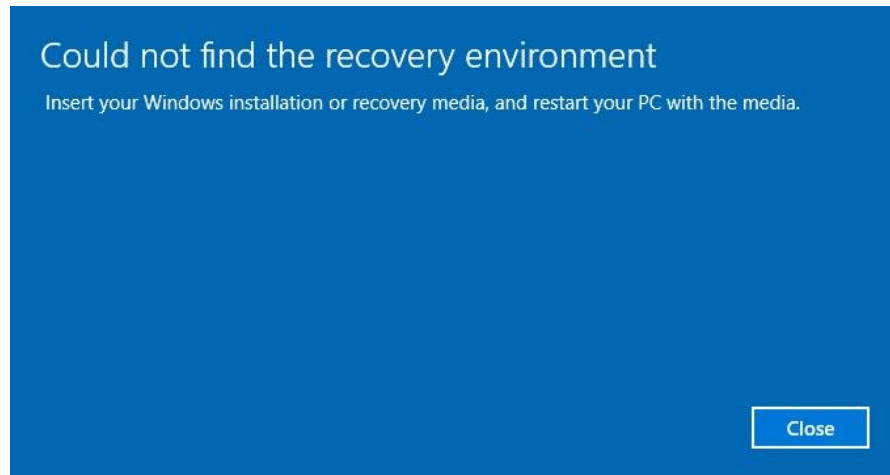 Could not find the recovery environment
Insert your Windows installation or recovery media, and restart your PC with the media.
Close